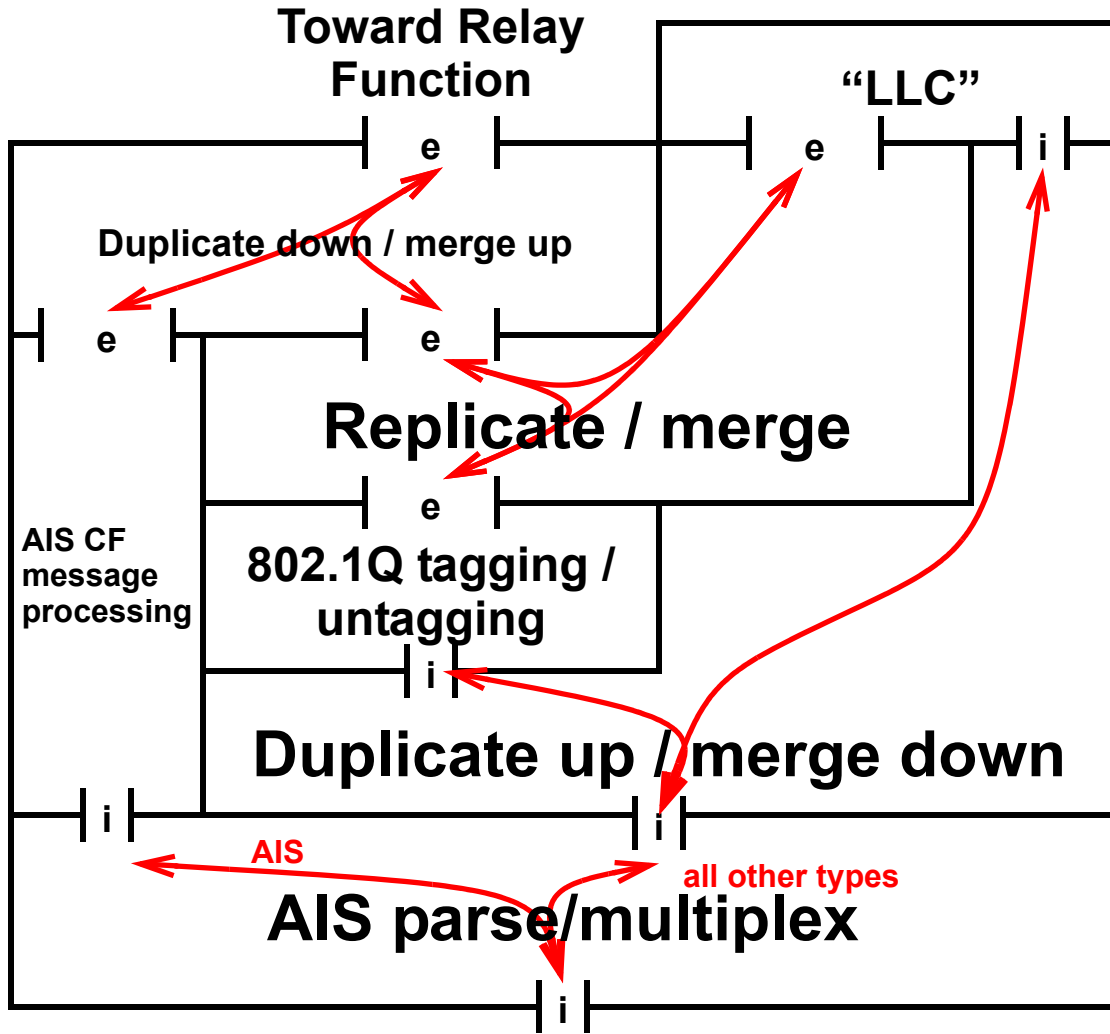 Toward Relay
Function
“LLC”
e
e
i
Duplicate down / merge up
e
e
Replicate / merge
e
AIS CF
message
processing
802.1Q tagging /
untagging
i
Duplicate up / merge down
i
i
AIS
all other types
AIS parse/multiplex
i